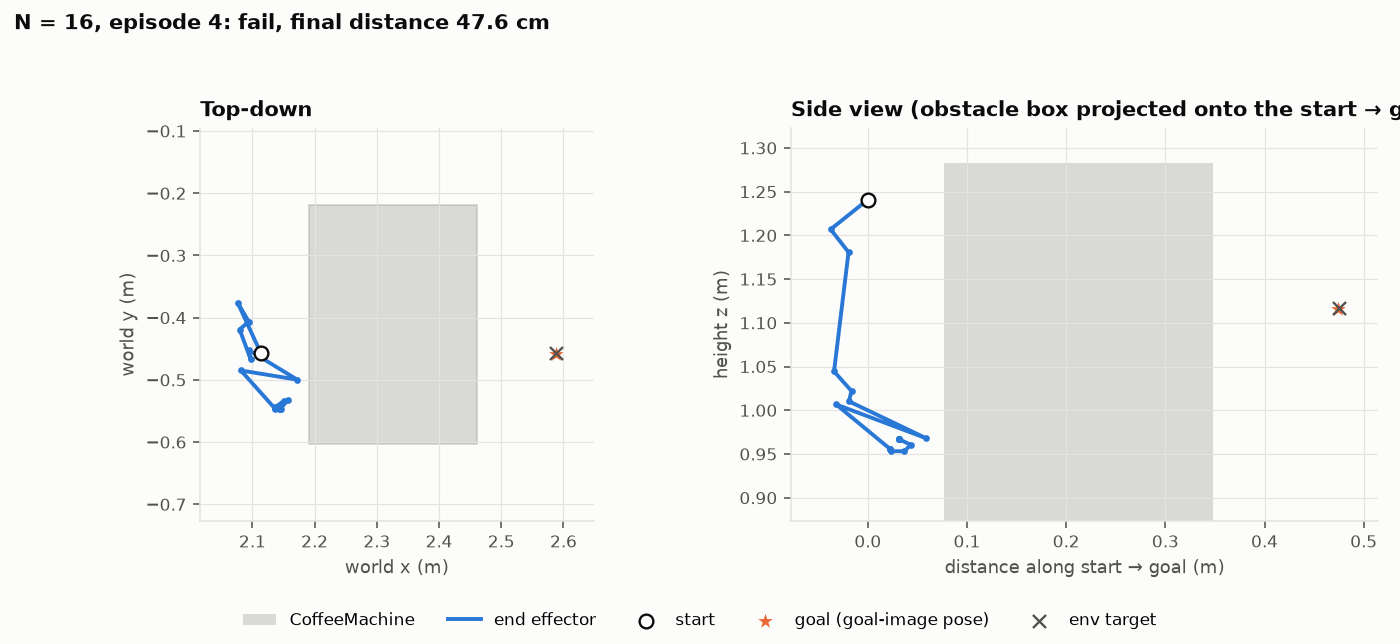 N = 16, episode 4: fail, final distance 47.6 cm
Top-down
Side view (obstacle box projected onto the start → g
−0.1
−0.2
−0.3
−0.4
−0.5
−0.6
−0.7
world y (m)
2.1 2.2 2.3 2.4 2.5 2.6
world x (m)
1.30
1.25
1.20
1.15
1.10
1.05
1.00
0.95
0.90
height z (m)
0.0 0.1 0.2 0.3 0.4 0.5
distance along start → goal (m)
CoffeeMachine end effector start goal (goal-image pose) env target